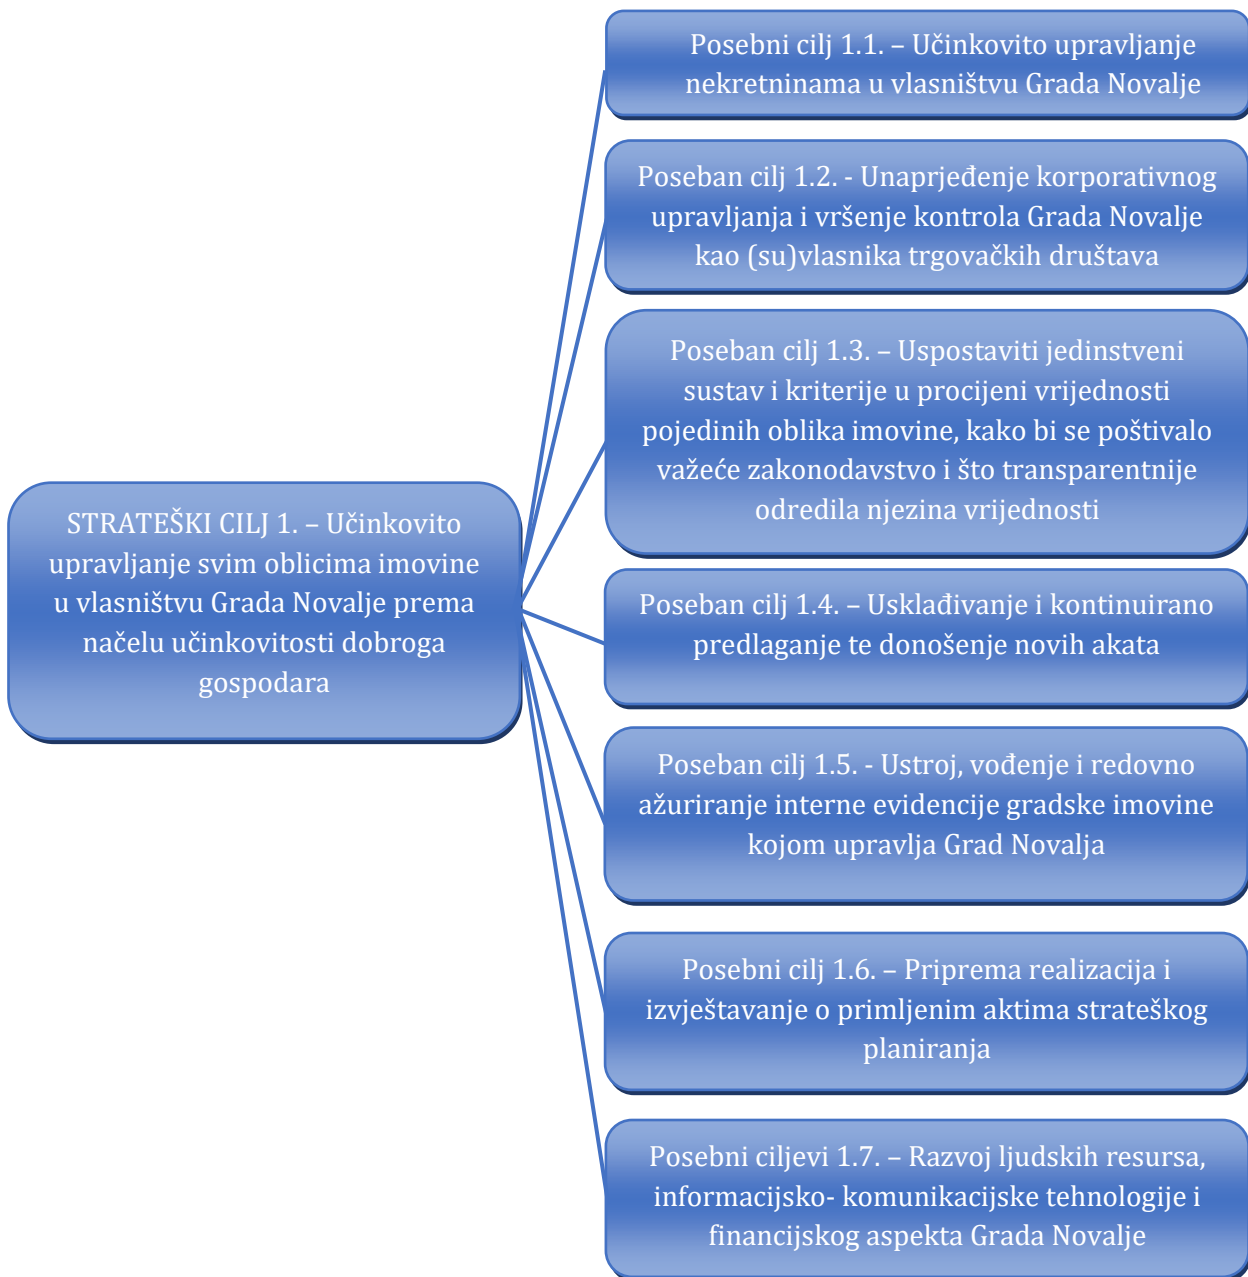 STRATEŠKI CILJ 1. – Učinkovito
upravljanje svim oblicima imovine
u vlasništvu Grada Novalje prema
načelu učinkovitosti dobroga
gospodara
Posebni cilj 1.1. – Učinkovito upravljanje
nekretninama u vlasništvu Grada Novalje
Poseban cilj 1.2. - Unaprjeđenje korporativnog
upravljanja i vršenje kontrola Grada Novalje
kao (su)vlasnika trgovačkih društava
Poseban cilj 1.3. – Uspostaviti jedinstveni
sustav i kriterije u procijeni vrijednosti
pojedinih oblika imovine, kako bi se poštivalo
važeće zakonodavstvo i što transparentnije
odredila njezina vrijednosti
Poseban cilj 1.4. – Usklađivanje i kontinuirano
predlaganje te donošenje novih akata
Poseban cilj 1.5. - Ustroj, vođenje i redovno
ažuriranje interne evidencije gradske imovine
kojom upravlja Grad Novalja
Posebni cilj 1.6. – Priprema realizacija i
izvještavanje o primljenim aktima strateškog
planiranja
Posebni ciljevi 1.7. – Razvoj ljudskih resursa,
informacijsko- komunikacijske tehnologije i
financijskog aspekta Grada Novalje